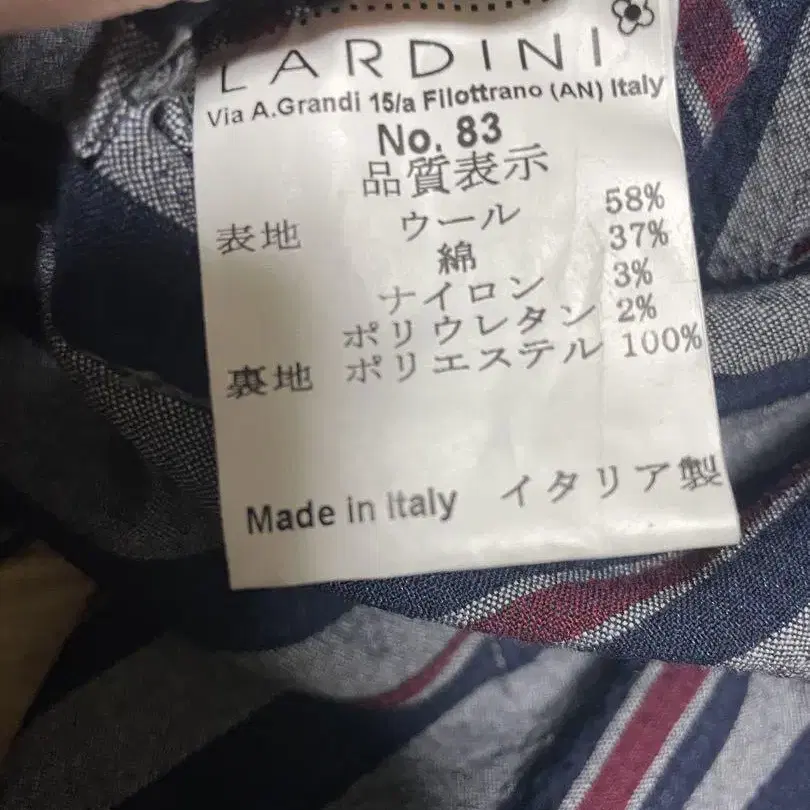 LARDINI
Via A.Grandi 15/a Filottrano (AN) Italy
No. 83
品質表示
表地 ウール 58%
綿 37%
ナイロン 3%
ポリウレタン 2%
裏地 ポリエステル 100%
Made in Italy イタリア製